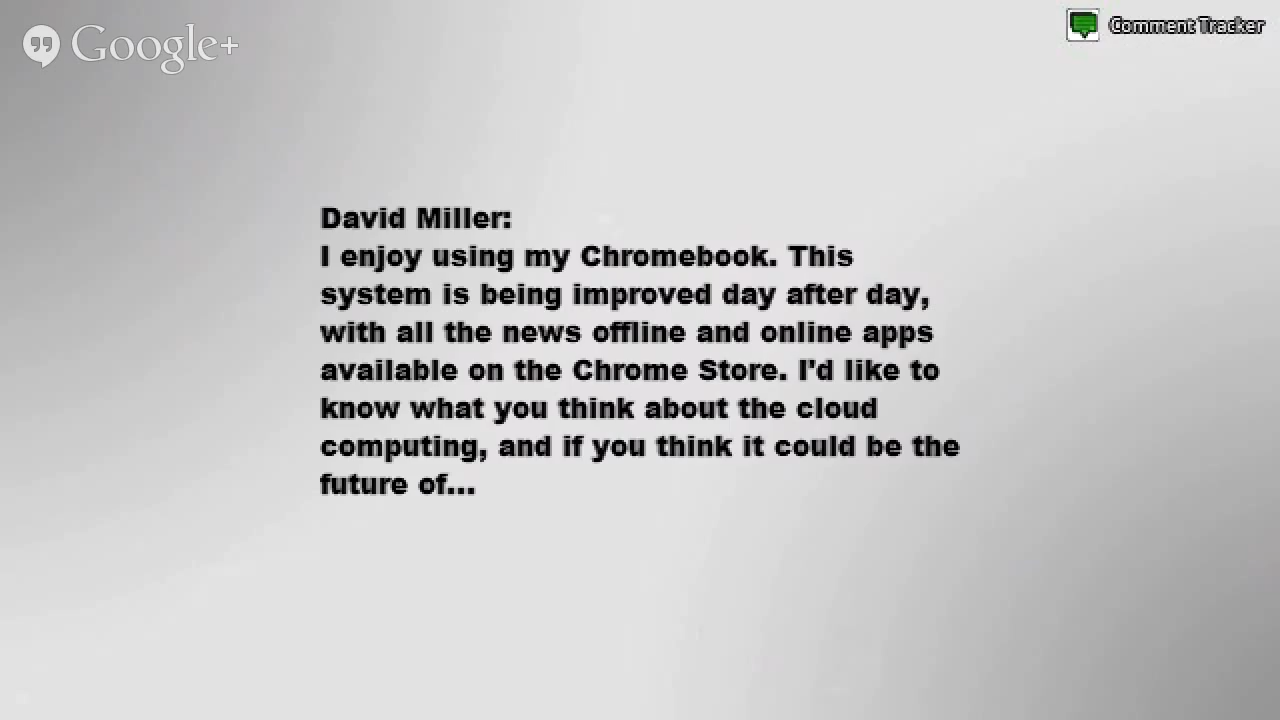 Google+
Comment Tracker
David Miller:
I enjoy using my Chromebook. This
system is being improved day after day,
with all the news offline and online apps
available on the Chrome Store. I'd like to
know what you think about the cloud
computing, and if you think it could be the
future of...